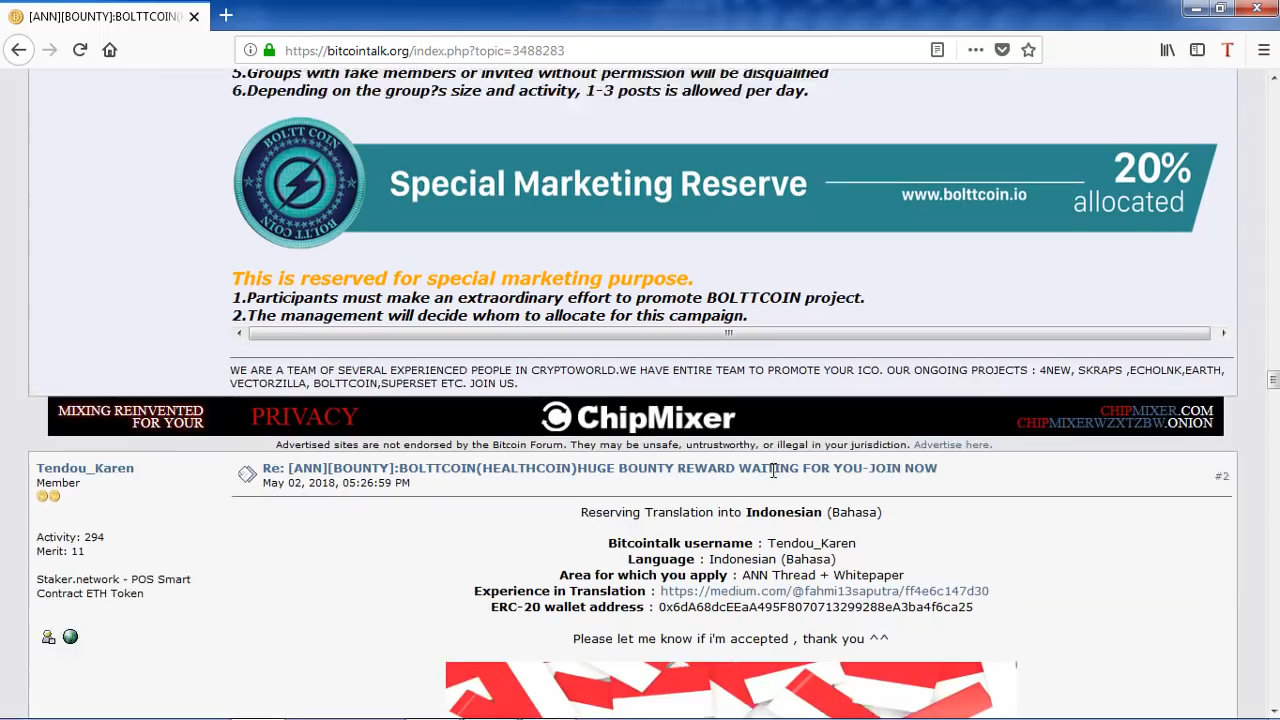 [ANN][BOUNTY]:BOLTTCOIN(
https://bitcointalk.org/index.php?topic=3488283
5.Groups with fake members or invited without permission will be disqualified
6.Depending on the group?s size and activity, 1-3 posts is allowed per day.
BOLTT COIN
BOLTT COIN
Special Marketing Reserve
www.bolttcoin.io
20%
allocated
This is reserved for special marketing purpose.
1.Participants must make an extraordinary effort to promote BOLTTCOIN project.
2.The management will decide whom to allocate for this campaign.
WE ARE A TEAM OF SEVERAL EXPERIENCED PEOPLE IN CRYPTOWORLD.WE HAVE ENTIRE TEAM TO PROMOTE YOUR ICO. OUR ONGOING PROJECTS : 4NEW, SKRAPS ,ECHOLNK,EARTH,
VECTORZILLA, BOLTTCOIN,SUPERSET ETC. JOIN US.
MIXING REINVENTED
FOR YOUR
PRIVACY
ChipMixer
CHIPMIXER.COM
CHIPMIXERWZXTZBW.ONION
Advertised sites are not endorsed by the Bitcoin Forum. They may be unsafe, untrustworthy, or illegal in your jurisdiction. Advertise here.
Tendou_Karen
Member
Activity: 294
Merit: 11
Staker.network - POS Smart
Contract ETH Token
Re: [ANN][BOUNTY]:BOLTTCOIN(HEALTHCOIN)HUGE BOUNTY REWARD WAITING FOR YOU-JOIN NOW
May 02, 2018, 05:26:59 PM
#2
Reserving Translation into Indonesian (Bahasa)
Bitcointalk username : Tendou_Karen
Language : Indonesian (Bahasa)
Area for which you apply : ANN Thread + Whitepaper
Experience in Translation : https://medium.com/@fahmi13saputra/ff4e6c147d30
ERC-20 wallet address : 0x6dA68dcEEaA495F8070713299288eA3ba4f6ca25
Please let me know if i'm accepted , thank you ^^